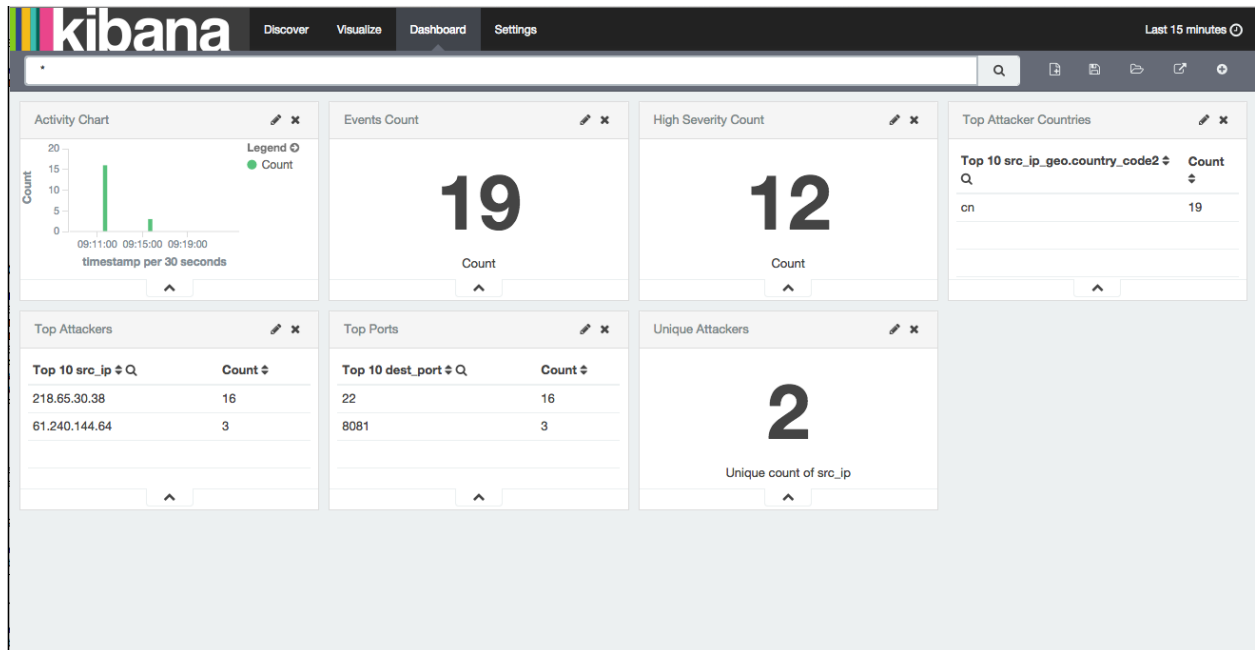 kibana Discover Visualize Dashboard Settings Last 15 minutes
*
Activity Chart
20
15
10
5
0
Count
09:11:00 09:15:00 09:19:00
timestamp per 30 seconds
Legend
Count
Events Count
19
Count
High Severity Count
12
Count
Top Attacker Countries
Top 10 src_ip_geo.country_code2 Count
cn 19
Top Attackers
Top 10 src_ip Count
218.65.30.38 16
61.240.144.64 3
Top Ports
Top 10 dest_port Count
22 16
8081 3
Unique Attackers
2
Unique count of src_ip